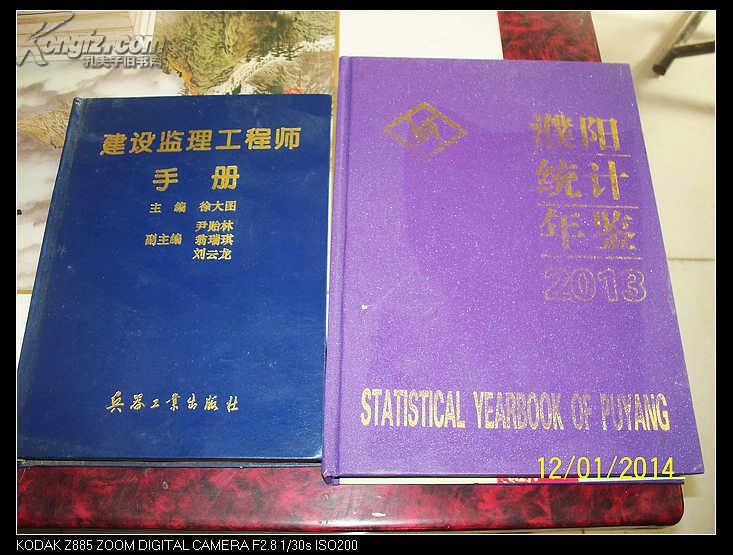 Kongfz.com
孔夫子旧书网
建设监理工程师
手册
主编 徐大图
尹贻林
副主编 翁瑞琪
刘云龙
兵器工业出版社
濮阳
统计
年鉴
2013
STATISTICAL YEARBOOK OF PUYANG
12/01/2014
KODAK Z885 ZOOM DIGITAL CAMERA F2.8 1/30s ISO200